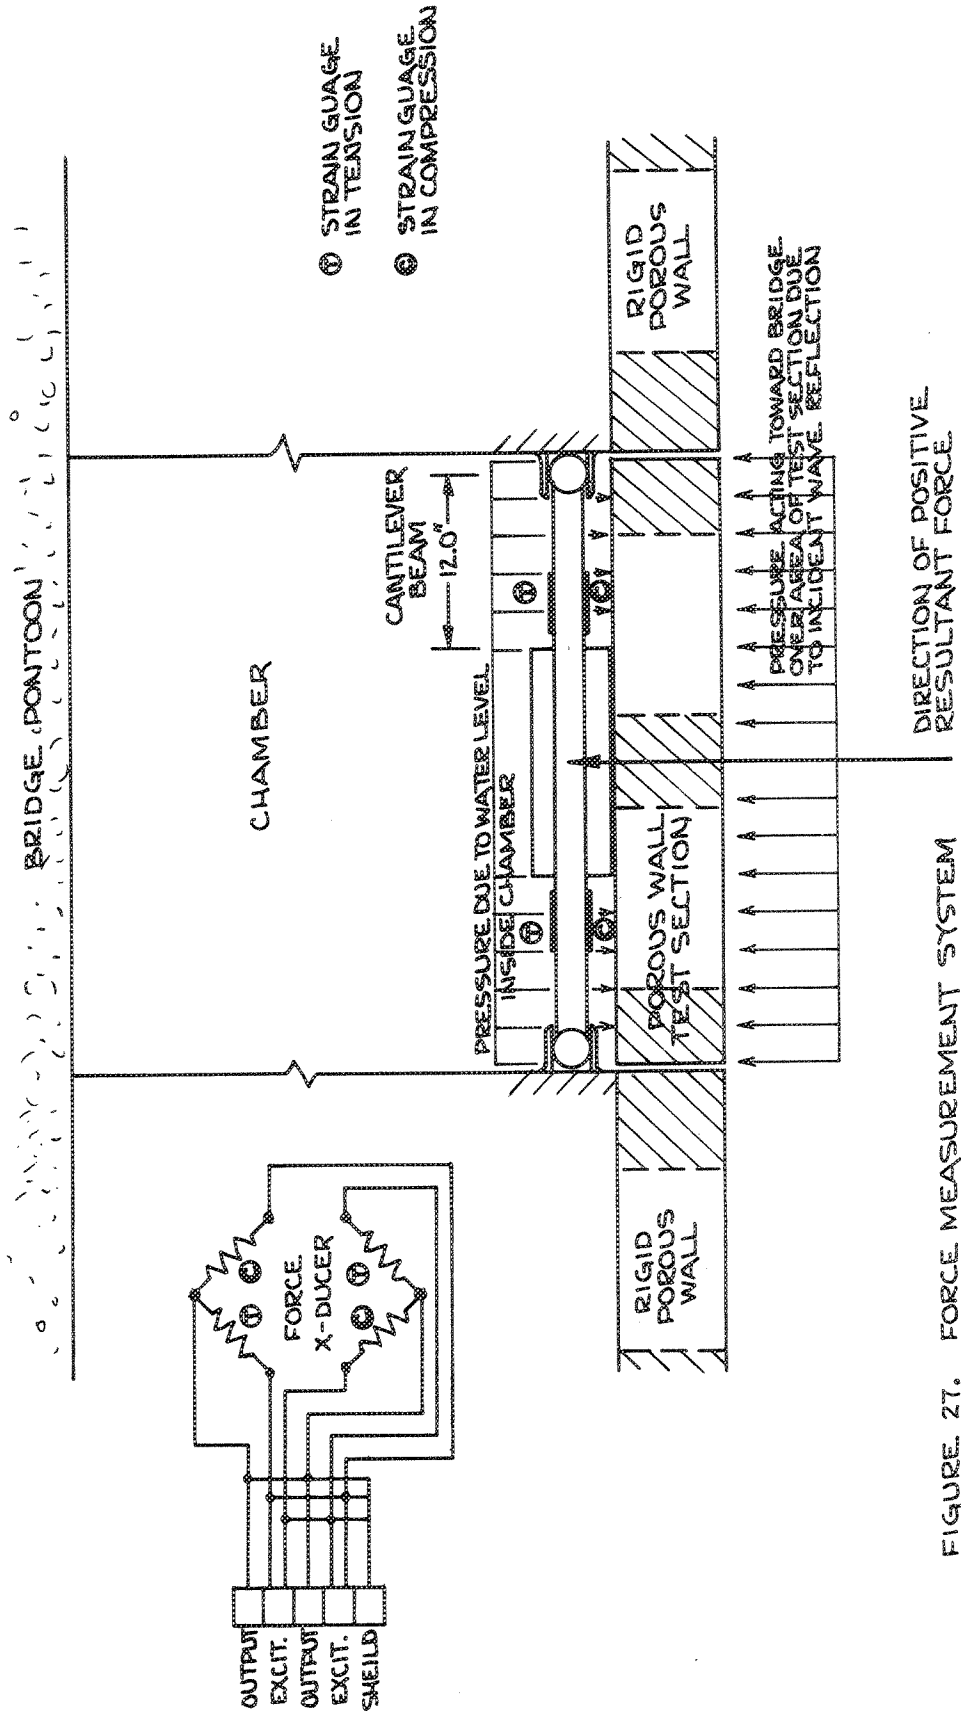 BRIDGE PONTOON
CHAMBER
Ⓣ STRAIN GUAGE
IN TENSION
Ⓒ STRAIN GUAGE
IN COMPRESSION
CANTILEVER
BEAM
12.0"
PRESSURE DUE TO WATER LEVEL
INSIDE CHAMBER
Ⓣ
Ⓒ
Ⓣ
Ⓒ
FORCE
X-DUCER
Ⓣ
Ⓒ
Ⓒ
Ⓣ
OUTPUT
EXCIT.
OUTPUT
EXCIT.
SHEILD
RIGID
POROUS
WALL
POROUS WALL
TEST SECTION
RIGID
POROUS
WALL
PRESSURE ACTING TOWARD BRIDGE
OVER AREA OF TEST SECTION DUE
TO INCIDENT WAVE REFLECTION
DIRECTION OF POSITIVE
RESULTANT FORCE
FIGURE 27. FORCE MEASUREMENT SYSTEM